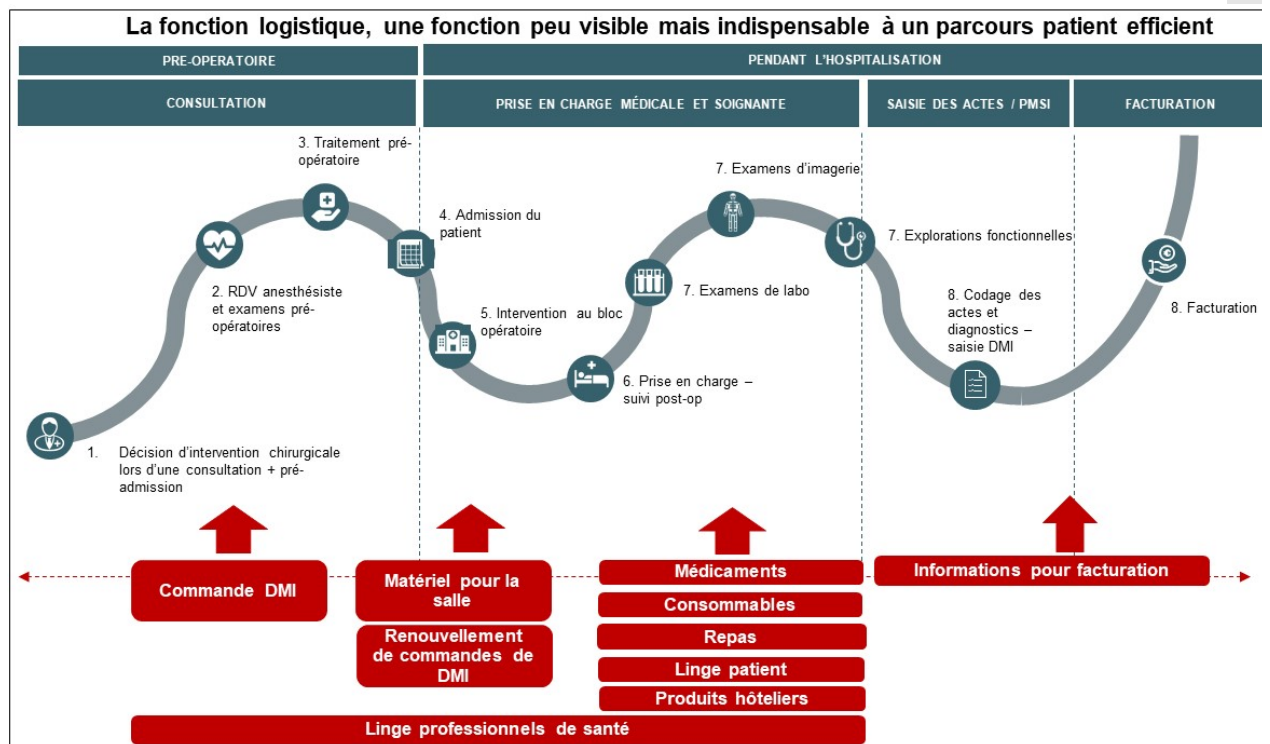 La fonction logistique, une fonction peu visible mais indispensable à un parcours patient efficient
PRE-OPERATOIRE
PENDANT L'HOSPITALISATION
CONSULTATION
PRISE EN CHARGE MÉDICALE ET SOIGNANTE
SAISIE DES ACTES / PMSI
FACTURATION
3. Traitement pré-
opératoire
7. Examens d'imagerie
4. Admission du
patient
7. Explorations fonctionnelles
2. RDV anesthésiste
et examens pré-
opératoires
7. Examens de labo
5. Intervention au bloc
opératoire
8. Codage des
actes et
diagnostics –
saisie DMI
8. Facturation
6. Prise en charge –
suivi post-op
1. Décision d'intervention chirurgicale
lors d'une consultation + pré-
admission
Commande DMI
Matériel pour la
salle
Renouvellement
de commandes de
DMI
Médicaments
Consommables
Repas
Linge patient
Produits hôteliers
Informations pour facturation
Linge professionnels de santé